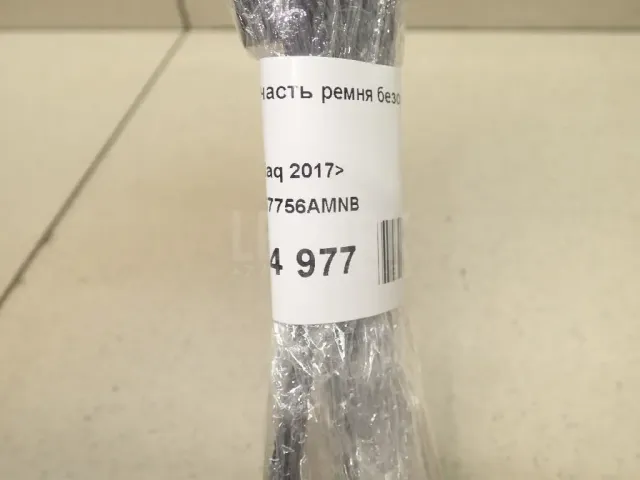 часть ремня безо
aq 2017>
7756AMNB
4 977